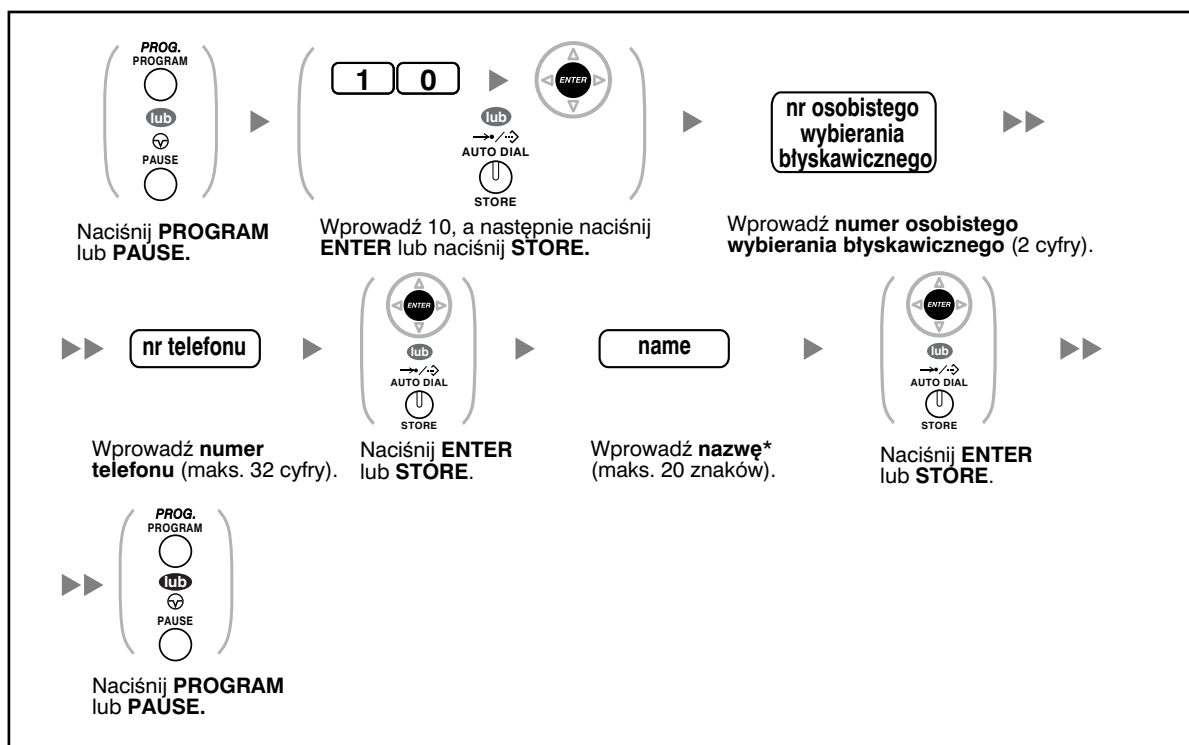 PROG.
PROGRAM
lub
PAUSE
Naciśnij PROGRAM
lub PAUSE.
1 0
ENTER
lub
AUTO DIAL
STORE
Wprowadź 10, a następnie naciśnij
ENTER lub naciśnij STORE.
nr osobistego
wybierania
błyskawicznego
Wprowadź numer osobistego
wybierania błyskawicznego (2 cyfry).
nr telefonu
Wprowadź numer
telefonu (maks. 32 cyfry).
ENTER
lub
AUTO DIAL
STORE
Naciśnij ENTER
lub STORE.
name
Wprowadź nazwę*
(maks. 20 znaków).
ENTER
lub
AUTO DIAL
STORE
Naciśnij ENTER
lub STORE.
PROG.
PROGRAM
lub
PAUSE
Naciśnij PROGRAM
lub PAUSE.